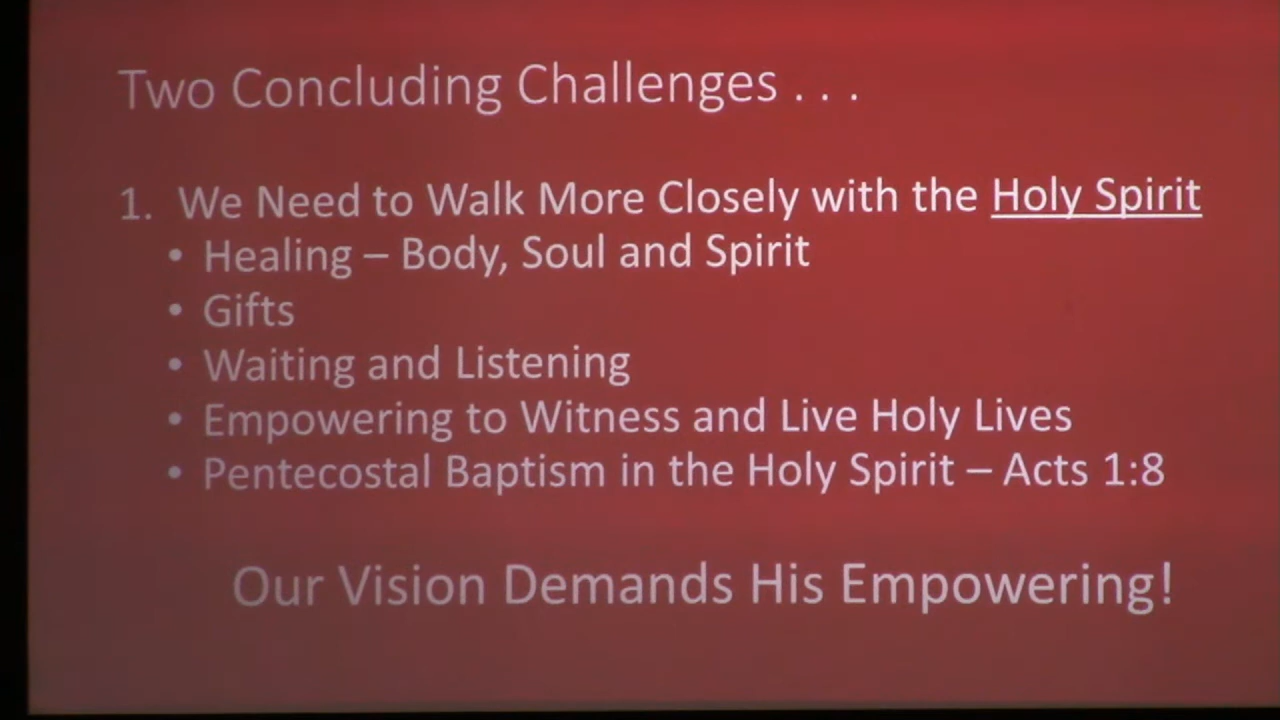 Two Concluding Challenges . . .
1. We Need to Walk More Closely with the Holy Spirit
• Healing – Body, Soul and Spirit
• Gifts
• Waiting and Listening
• Empowering to Witness and Live Holy Lives
• Pentecostal Baptism in the Holy Spirit – Acts 1:8
Our Vision Demands His Empowering!